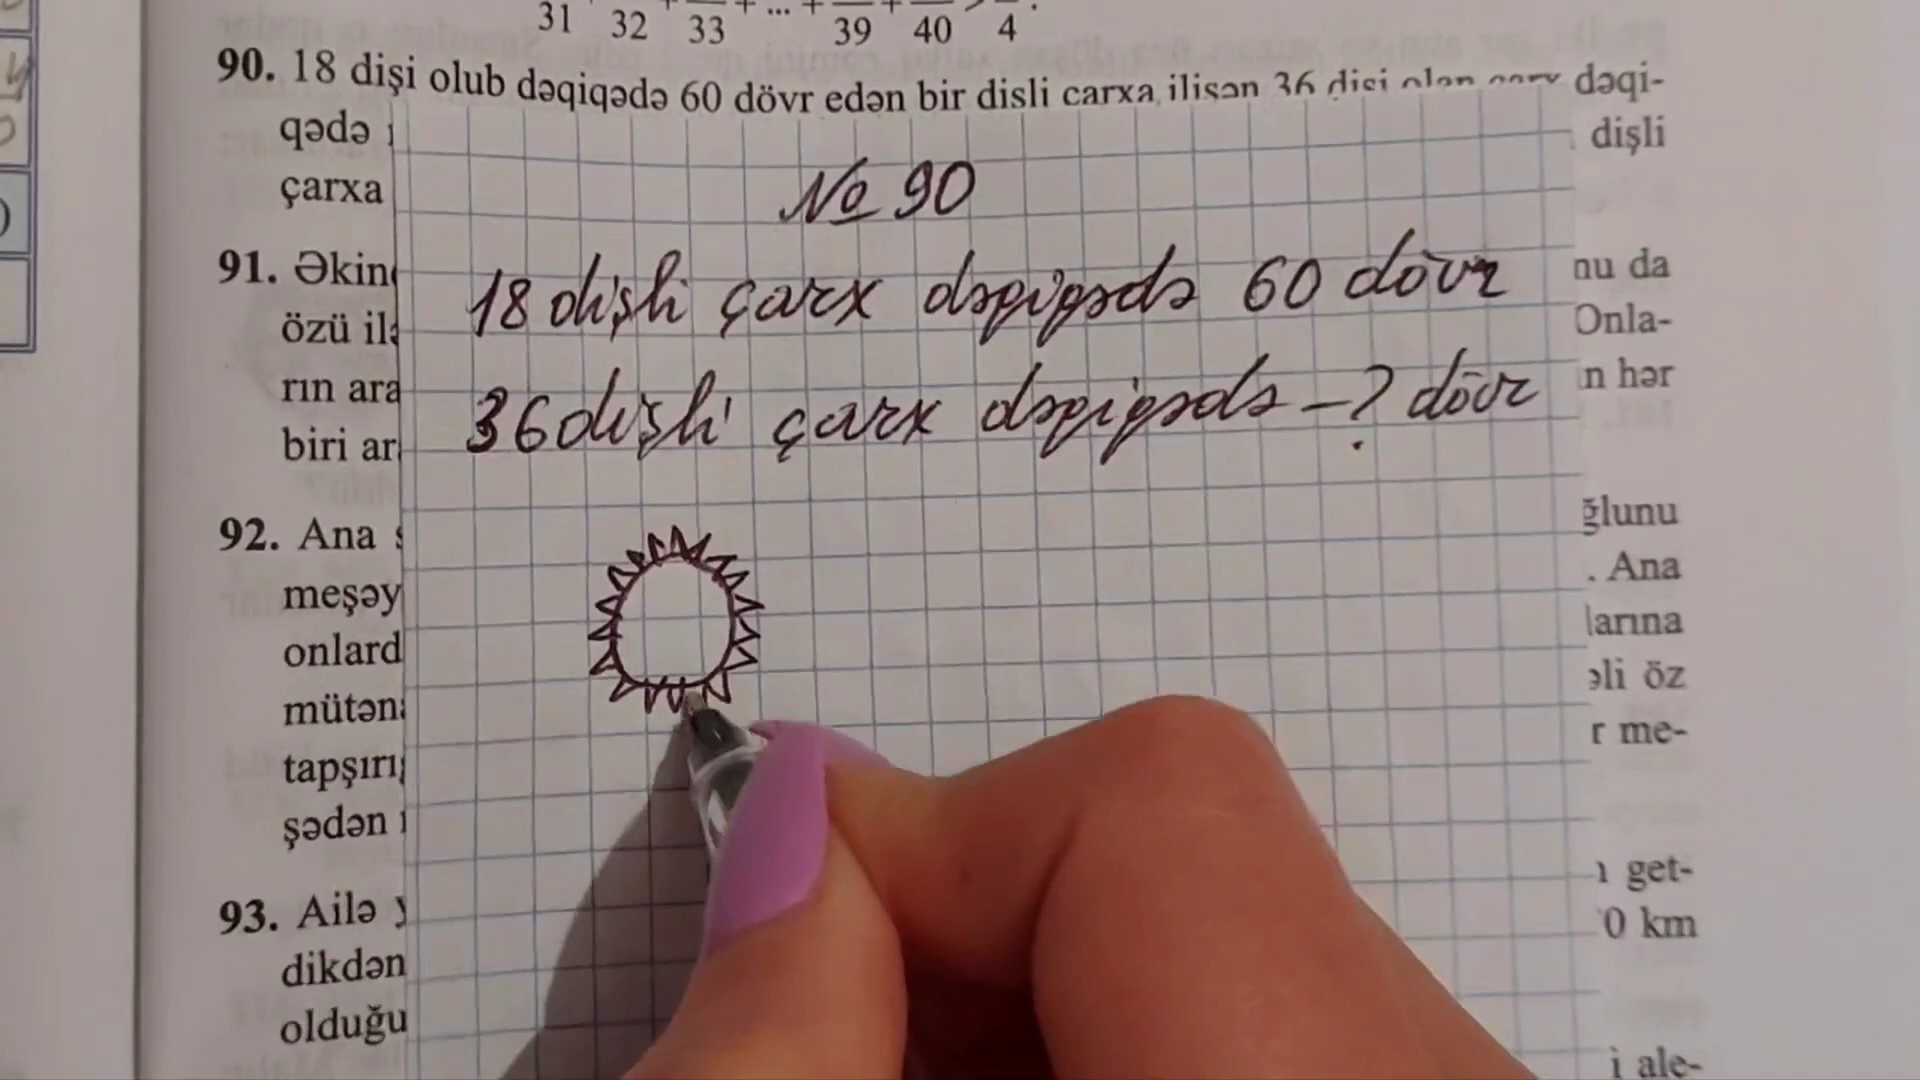 31 + 32 + 33 + ... + 39 + 40 > 4 .
90. 18 dişi olub dəqiqədə 60 dövr edən bir dişli çarxa ilişən 36 dişi olan çarx dəqi-
qədə dişli
çarxa
№ 90
18 dişli çarx dəqiqədə 60 dövr
36 dişli çarx dəqiqədə – ? dövr
91. Əkin nu da
özü ilə Onla-
rın ara n hər
biri ar
92. Ana ğlunu
meşəy . Ana
onlard larına
mütəna əli öz
tapşırı r me-
şədən
93. Ailə get-
dikdən 0 km
olduğu
i ale-